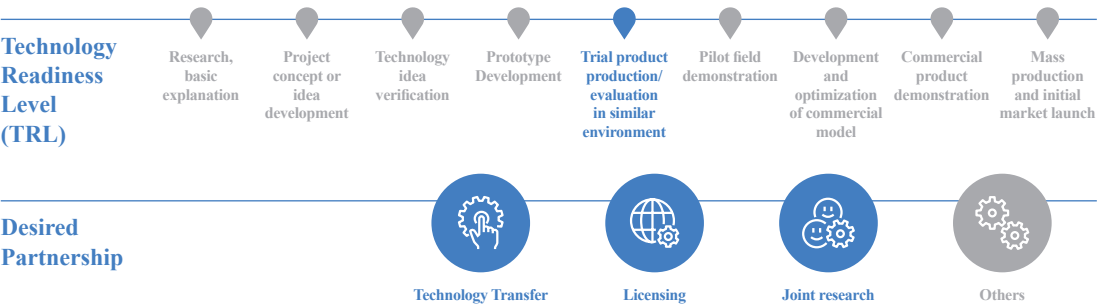 Technology
Readiness
Level
(TRL)
Research,
basic
explanation
Project
concept or
idea
development
Technology
idea
verification
Prototype
Development
Trial product
production/
evaluation
in similar
environment
Pilot field
demonstration
Development
and
optimization
of commercial
model
Commercial
product
demonstration
Mass
production
and initial
market launch
Desired
Partnership
Technology Transfer
Licensing
Joint research
Others